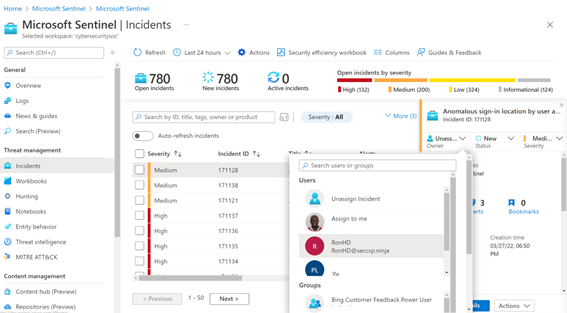 Home > Microsoft Sentinel > Microsoft Sentinel
Microsoft Sentinel | Incidents ...
Selected workspace: 'cybersecuritysoc'
Search (Ctrl+/)
«
General
Overview
Logs
News & guides
Search (Preview)
Threat management
Incidents
Workbooks
Hunting
Notebooks
Entity behavior
Threat intelligence
MITRE ATT&CK
Content management
Content hub (Preview)
Repositories (Preview)
Refresh
Last 24 hours
Actions
Security efficiency workbook
Columns
Guides & Feedback
780
Open incidents
780
New incidents
0
Active incidents
Open incidents by severity
High (132)
Medium (200)
Low (324)
Informational (124)
Search by ID, title, tags, owner or product
Severity : All
More (3)
Auto-refresh incidents
Severity
Incident ID
Title
Alerts
Medium 171128
Medium 171138
Medium 171121
High 171137
High 171136
High 171135
High 171134
< Previous
1 - 50
Next >
Search users or groups
Users
Unassign Incident
Assign to me
R
RonHD
RonHD@seccxp.ninja
PL
Groups
Bing Customer Feedback Power User
»
Anomalous sign-in location by user a...
Incident ID: 171128
Unass...
Owner
New
Status
Medi...
Severity
3
0
Bookmarks
Creation time
03/27/22, 06:50
PM
Actions